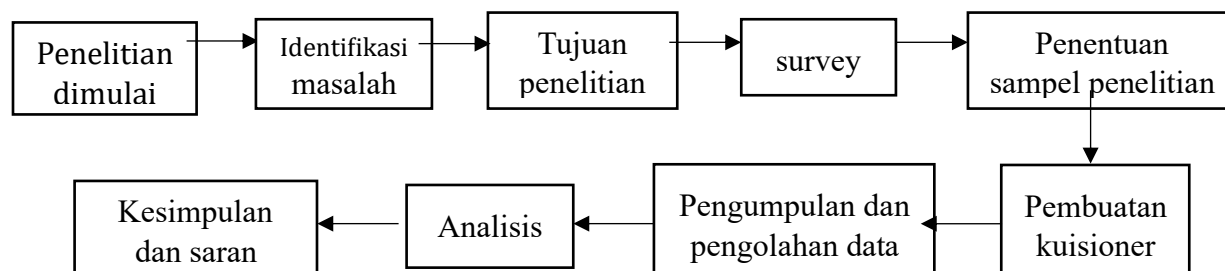 Penelitian
dimulai
Identifikasi
masalah
Tujuan
penelitian
survey
Penentuan
sampel penelitian
Pembuatan
kuisioner
Pengumpulan dan
pengolahan data
Analisis
Kesimpulan
dan saran